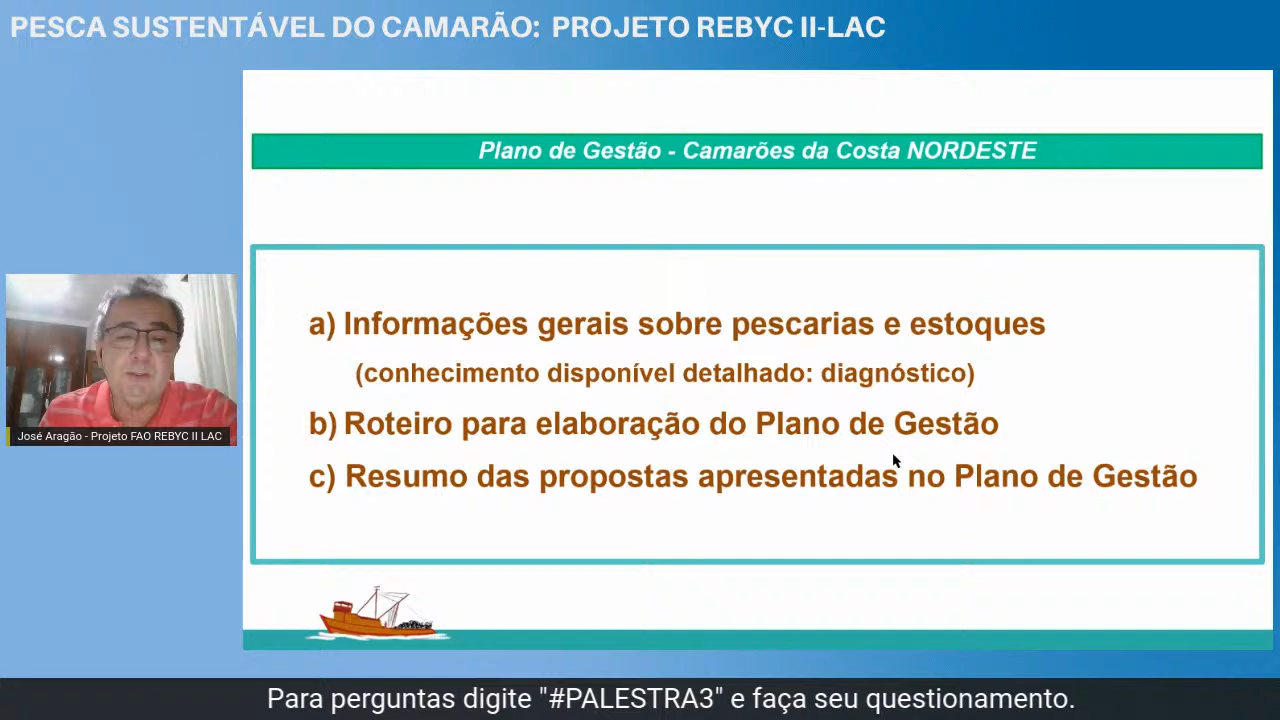 PESCA SUSTENTÁVEL DO CAMARÃO: PROJETO REBYC II-LAC
Plano de Gestão - Camarões da Costa NORDESTE
a) Informações gerais sobre pescarias e estoques
(conhecimento disponível detalhado: diagnóstico)
b) Roteiro para elaboração do Plano de Gestão
c) Resumo das propostas apresentadas no Plano de Gestão
José Aragão - Projeto FAO REBYC II LAC
Para perguntas digite "#PALESTRA3" e faça seu questionamento.